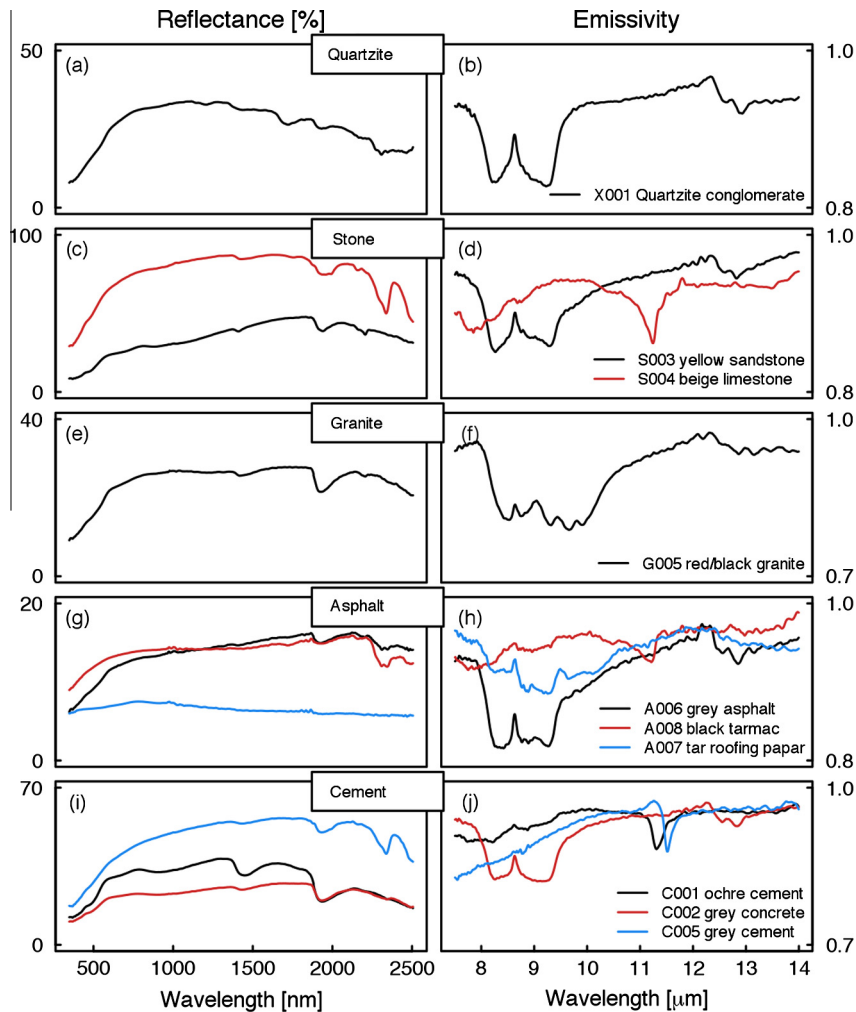 Reflectance [%] Emissivity
50 (a) Quartzite (b) 1.0
X001 Quartzite conglomerate
0 0.8
100 (c) Stone (d) 1.0
S003 yellow sandstone
S004 beige limestone
0 0.8
40 (e) Granite (f) 1.0
G005 red/black granite
0 0.7
20 (g) Asphalt (h) 1.0
A006 grey asphalt
A008 black tarmac
A007 tar roofing papar
0 0.8
70 (i) Cement (j) 1.0
C001 ochre cement
C002 grey concrete
C005 grey cement
0 0.7
500 1000 1500 2000 2500 8 9 10 11 12 13 14
Wavelength [nm] Wavelength [μm]